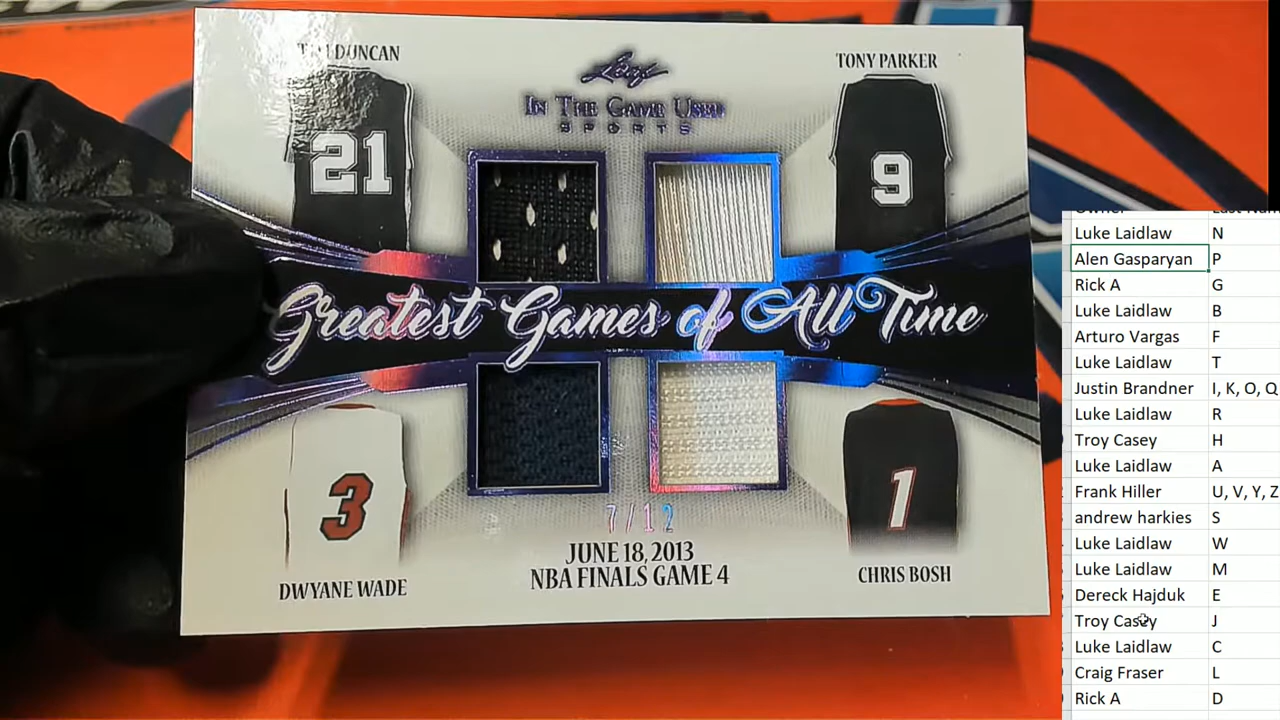 DUNCAN
21
Leaf
IN THE GAME USED
SPORTS
TONY PARKER
9
Greatest Games of All Time
3
DWYANE WADE
7/12
JUNE 18, 2013
NBA FINALS GAME 4
1
CHRIS BOSH
Luke Laidlaw N
Alen Gasparyan P
Rick A G
Luke Laidlaw B
Arturo Vargas F
Luke Laidlaw T
Justin Brandner I, K, O, Q
Luke Laidlaw R
Troy Casey H
Luke Laidlaw A
Frank Hiller U, V, Y, Z
andrew harkies S
Luke Laidlaw W
Luke Laidlaw M
Dereck Hajduk E
Troy Casey J
Luke Laidlaw C
Craig Fraser L
Rick A D